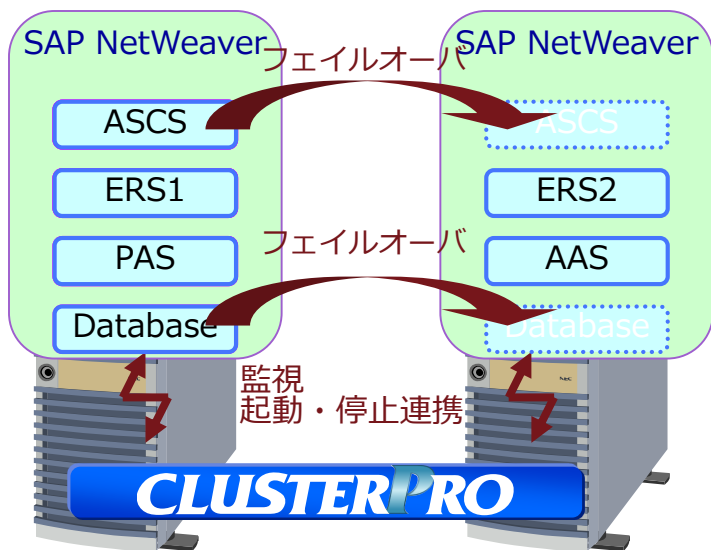 SAP NetWeaver
フェイルオーバ
ASCS
ERS1
PAS
フェイルオーバ
Database
SAP NetWeaver
ASCS
ERS2
AAS
Database
監視
起動・停止連携
NEC
CLUSTERPRO